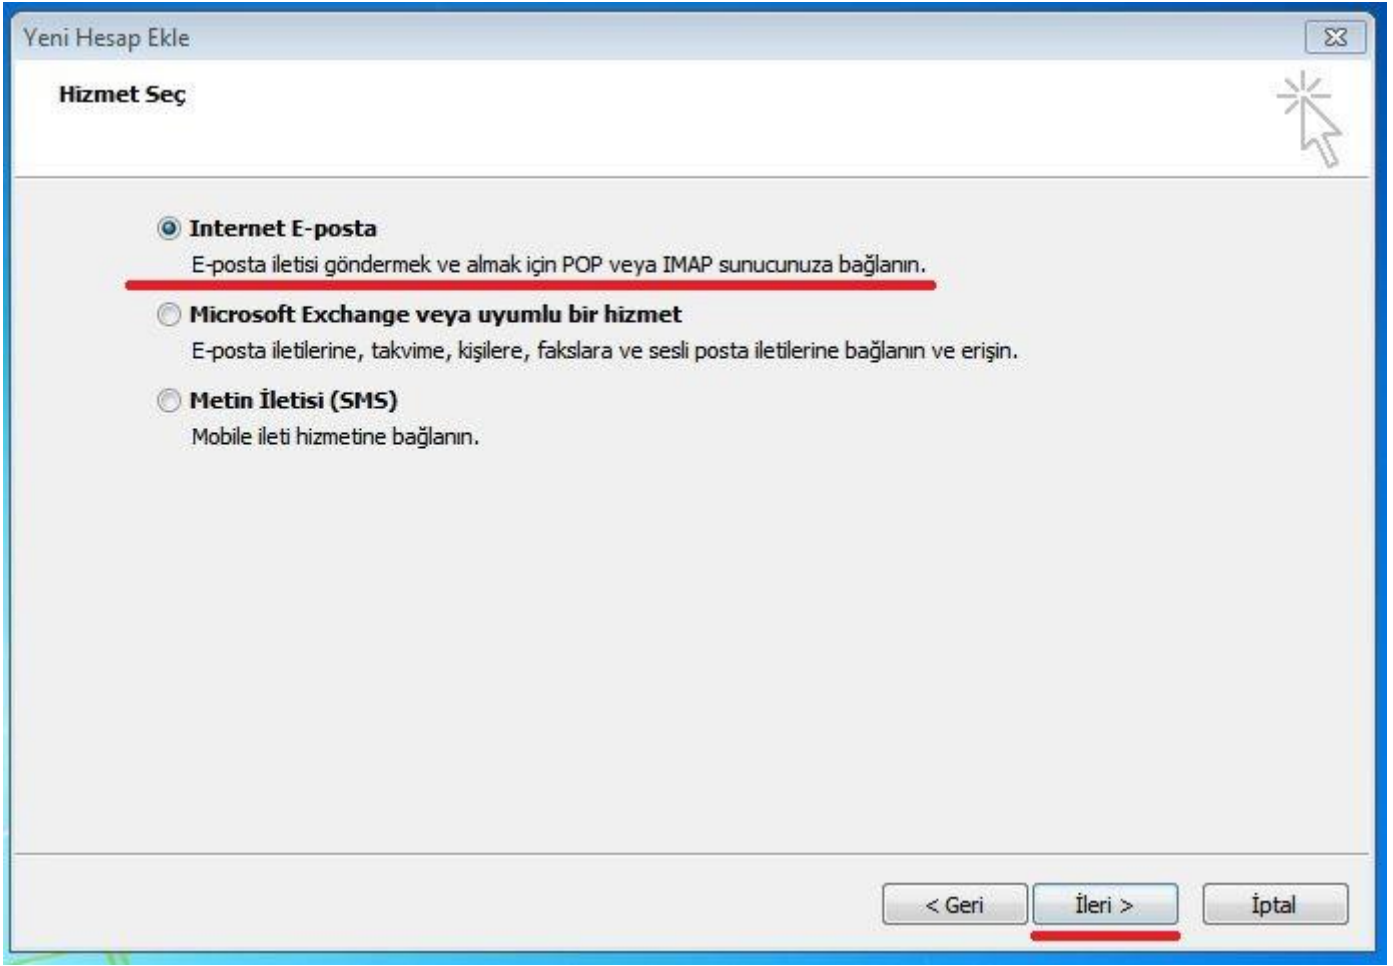 Yeni Hesap Ekle
Hizmet Seç
Internet E-posta
E-posta iletisi göndermek ve almak için POP veya IMAP sunucunuza bağlanın.
Microsoft Exchange veya uyumlu bir hizmet
E-posta iletilerine, takvime, kişilere, fakslara ve sesli posta iletilerine bağlanın ve erişin.
Metin İletisi (SMS)
Mobile ileti hizmetine bağlanın.
< Geri İleri > İptal